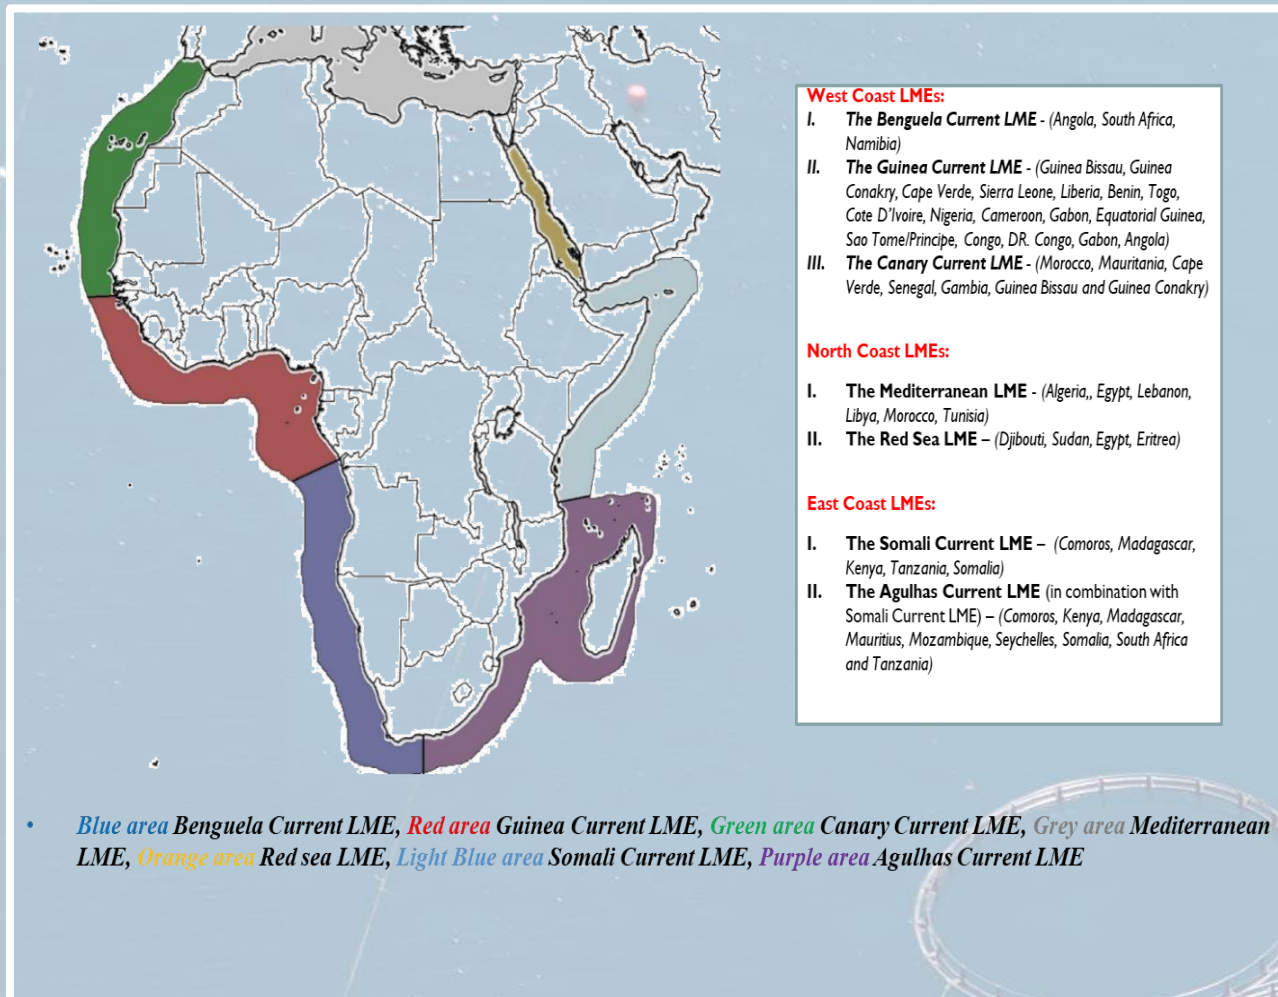 West Coast LMEs:
I. The Benguela Current LME - (Angola, South Africa,
Namibia)
II. The Guinea Current LME - (Guinea Bissau, Guinea
Conakry, Cape Verde, Sierra Leone, Liberia, Benin, Togo,
Cote D'Ivoire, Nigeria, Cameroon, Gabon, Equatorial Guinea,
Sao Tome/Principe, Congo, DR. Congo, Gabon, Angola)
III. The Canary Current LME - (Morocco, Mauritania, Cape
Verde, Senegal, Gambia, Guinea Bissau and Guinea Conakry)
North Coast LMEs:
I. The Mediterranean LME - (Algeria,, Egypt, Lebanon,
Libya, Morocco, Tunisia)
II. The Red Sea LME – (Djibouti, Sudan, Egypt, Eritrea)
East Coast LMEs:
I. The Somali Current LME – (Comoros, Madagascar,
Kenya, Tanzania, Somalia)
II. The Agulhas Current LME (in combination with
Somali Current LME) – (Comoros, Kenya, Madagascar,
Mauritius, Mozambique, Seychelles, Somalia, South Africa
and Tanzania)
• Blue area Benguela Current LME, Red area Guinea Current LME, Green area Canary Current LME, Grey area Mediterranean
LME, Orange area Red sea LME, Light Blue area Somali Current LME, Purple area Agulhas Current LME